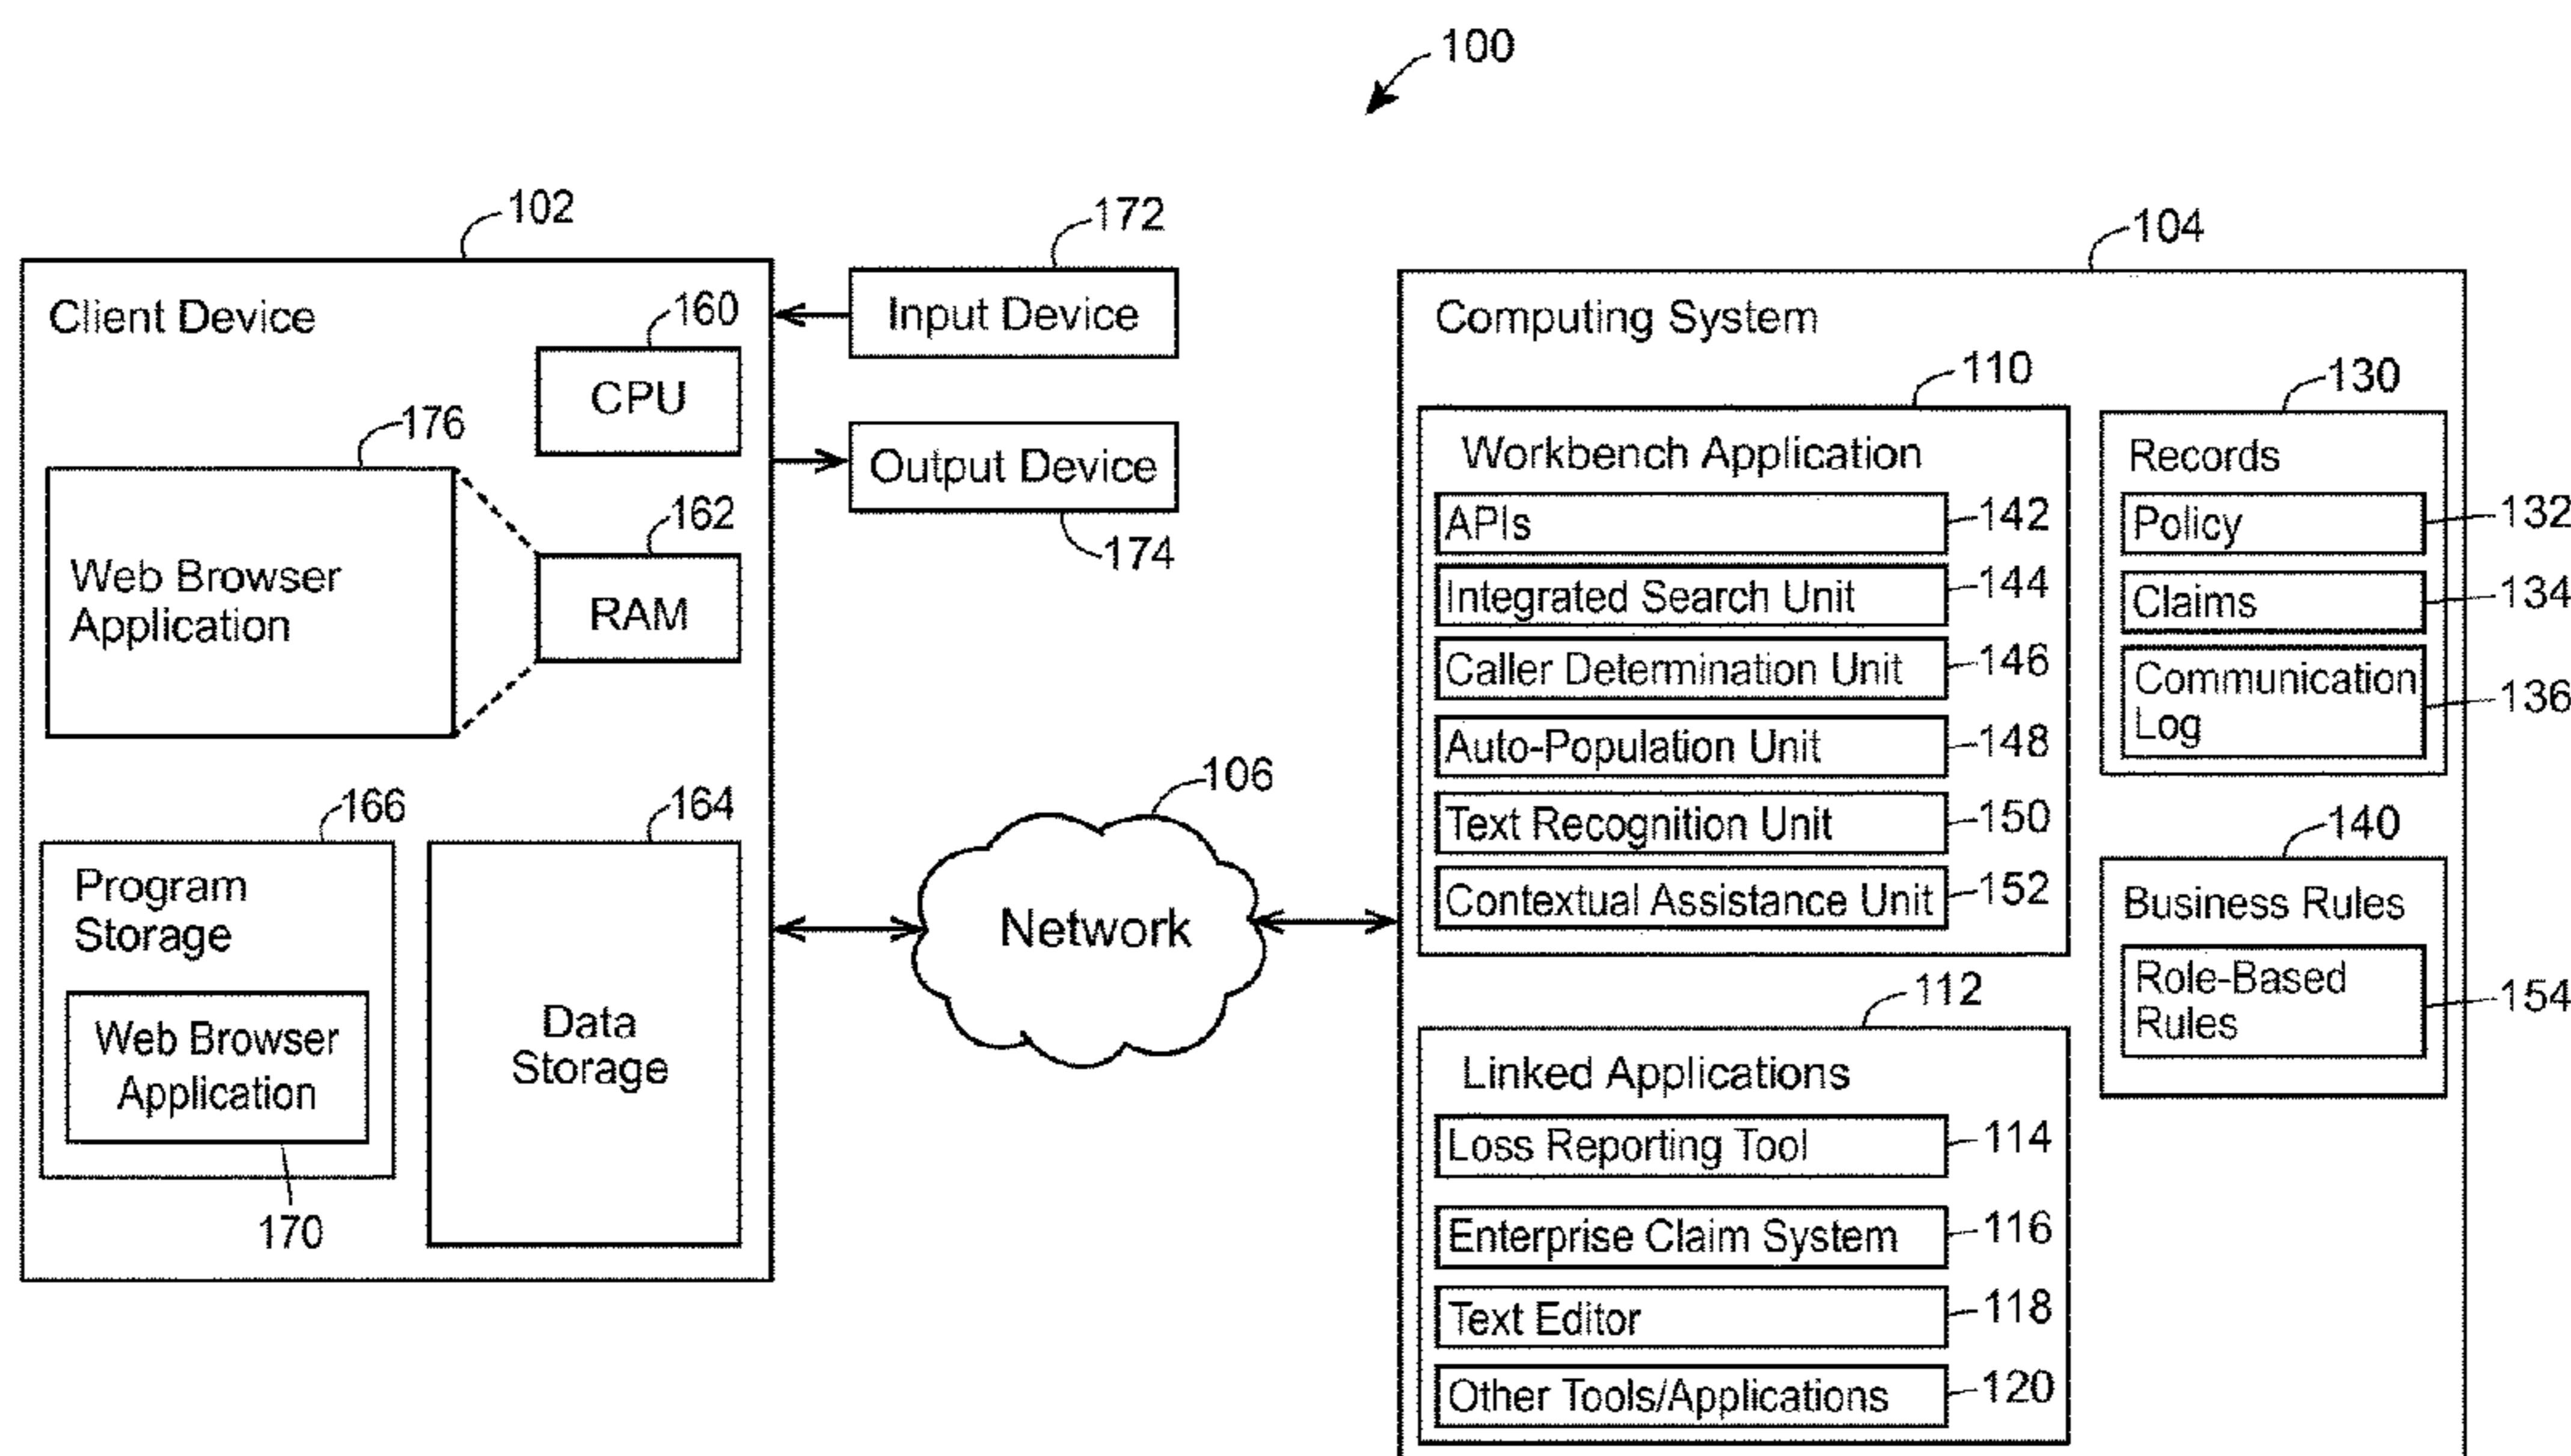 100
102
Client Device
160
CPU
176
Web Browser
Application
162
RAM
166
Program
Storage
Web Browser
Application
170
164
Data
Storage
172
Input Device
Output Device
174
106
Network
104
Computing System
110
Workbench Application
APIs
142
Integrated Search Unit
144
Caller Determination Unit
146
Auto-Population Unit
148
Text Recognition Unit
150
Contextual Assistance Unit
152
112
Linked Applications
Loss Reporting Tool
114
Enterprise Claim System
116
Text Editor
118
Other Tools/Applications
120
130
Records
Policy
132
Claims
134
Communication
Log
136
140
Business Rules
Role-Based
Rules
154